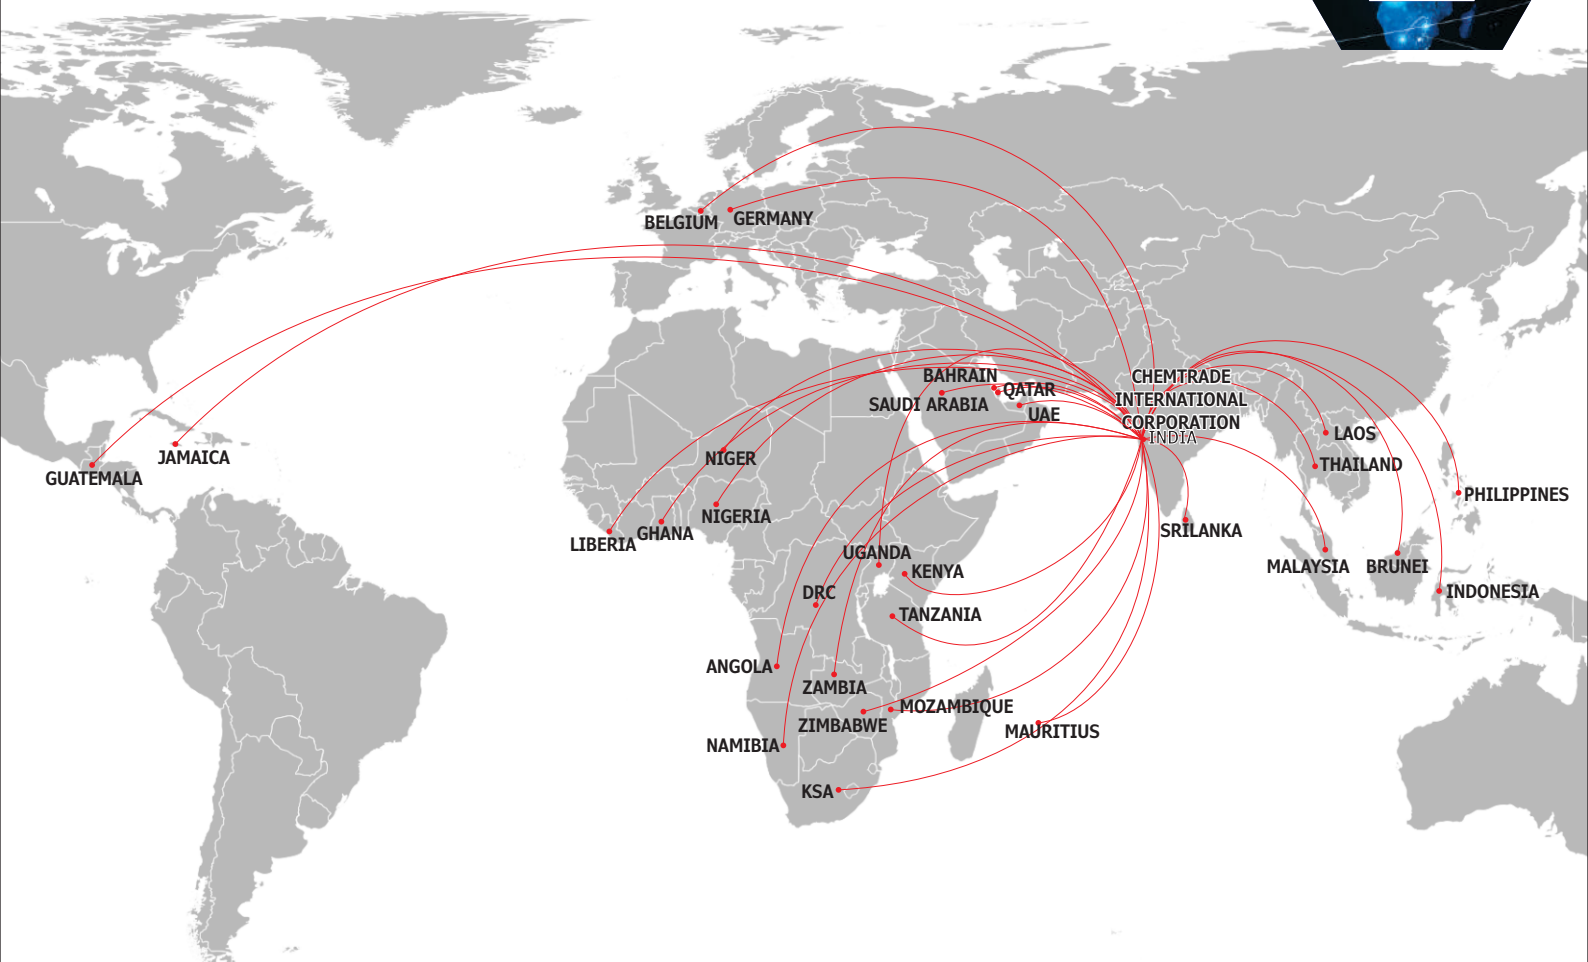 BELGIUM
GERMANY
CHEMTRADE
INTERNATIONAL
CORPORATION
INDIA
BAHRAIN
QATAR
SAUDI ARABIA
UAE
LAOS
JAMAICA
NIGER
THAILAND
GUATEMALA
PHILIPPINES
NIGERIA
SRILANKA
GHANA
LIBERIA
UGANDA
MALAYSIA
BRUNEI
KENYA
DRC
INDONESIA
TANZANIA
ANGOLA
ZAMBIA
MOZAMBIQUE
ZIMBABWE
MAURITIUS
NAMIBIA
KSA